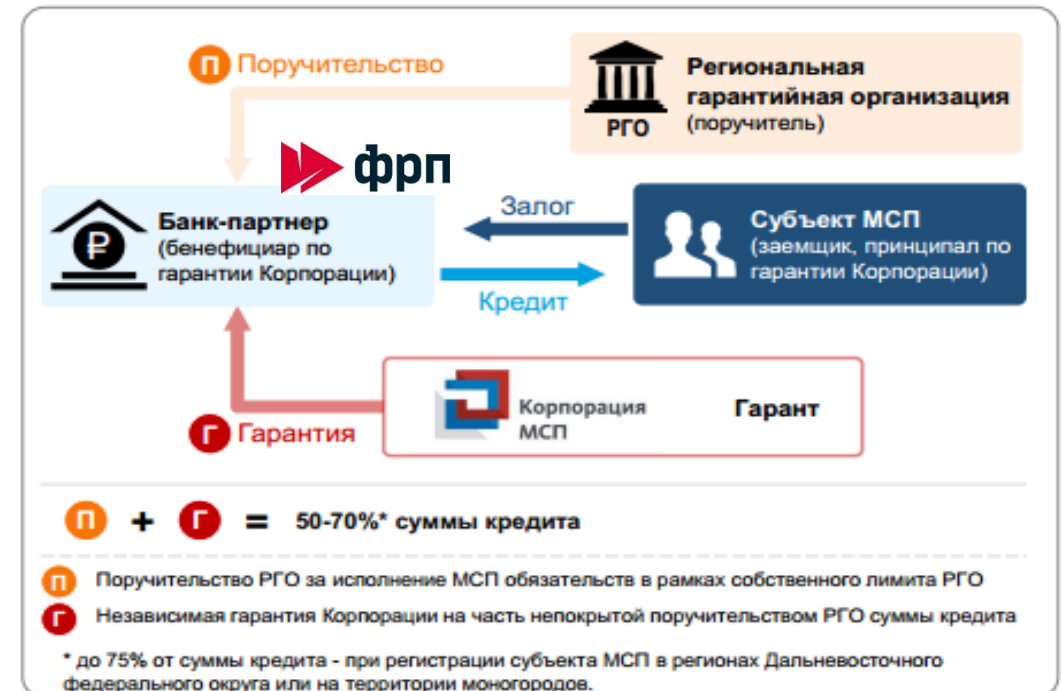 П Поручительство
Региональная
гарантийная организация
(поручитель)
РГО
фрп
Банк-партнер
(бенефициар по
гарантии Корпорации)
₽
Залог
Кредит
Субъект МСП
(заемщик, принципал по
гарантии Корпорации)
Корпорация
МСП
Гарант
Г Гарантия
П + Г = 50-70%* суммы кредита
П Поручительство РГО за исполнение МСП обязательств в рамках собственного лимита РГО
Г Независимая гарантия Корпорации на часть непокрытой поручительством РГО суммы кредита
* до 75% от суммы кредита - при регистрации субъекта МСП в регионах Дальневосточного
федерального округа или на территории моногородов.